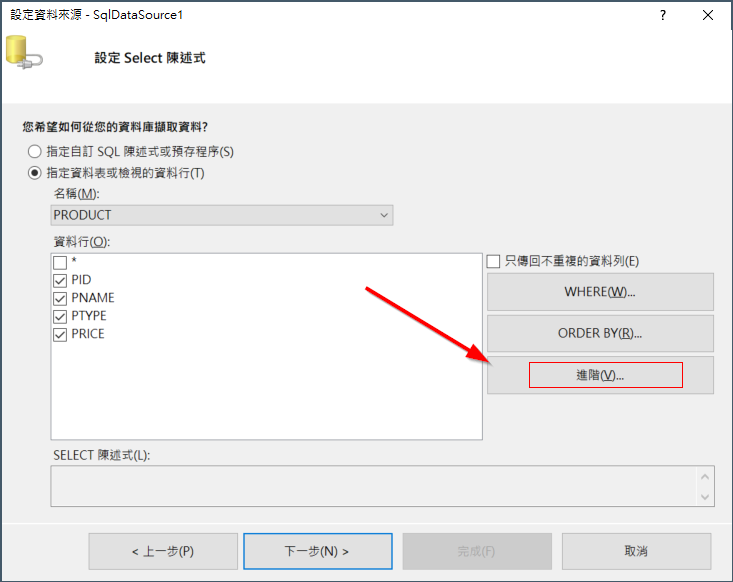 設定資料來源 - SqlDataSource1
設定 Select 陳述式
您希望如何從您的資料庫擷取資料?
指定自訂 SQL 陳述式或預存程序(S)
指定資料表或檢視的資料行(T)
名稱(M):
PRODUCT
資料行(O):
*
PID
PNAME
PTYPE
PRICE
只傳回不重複的資料列(E)
WHERE(W)...
ORDER BY(R)...
進階(V)...
SELECT 陳述式(L):
< 上一步(P)
下一步(N) >
完成(F)
取消